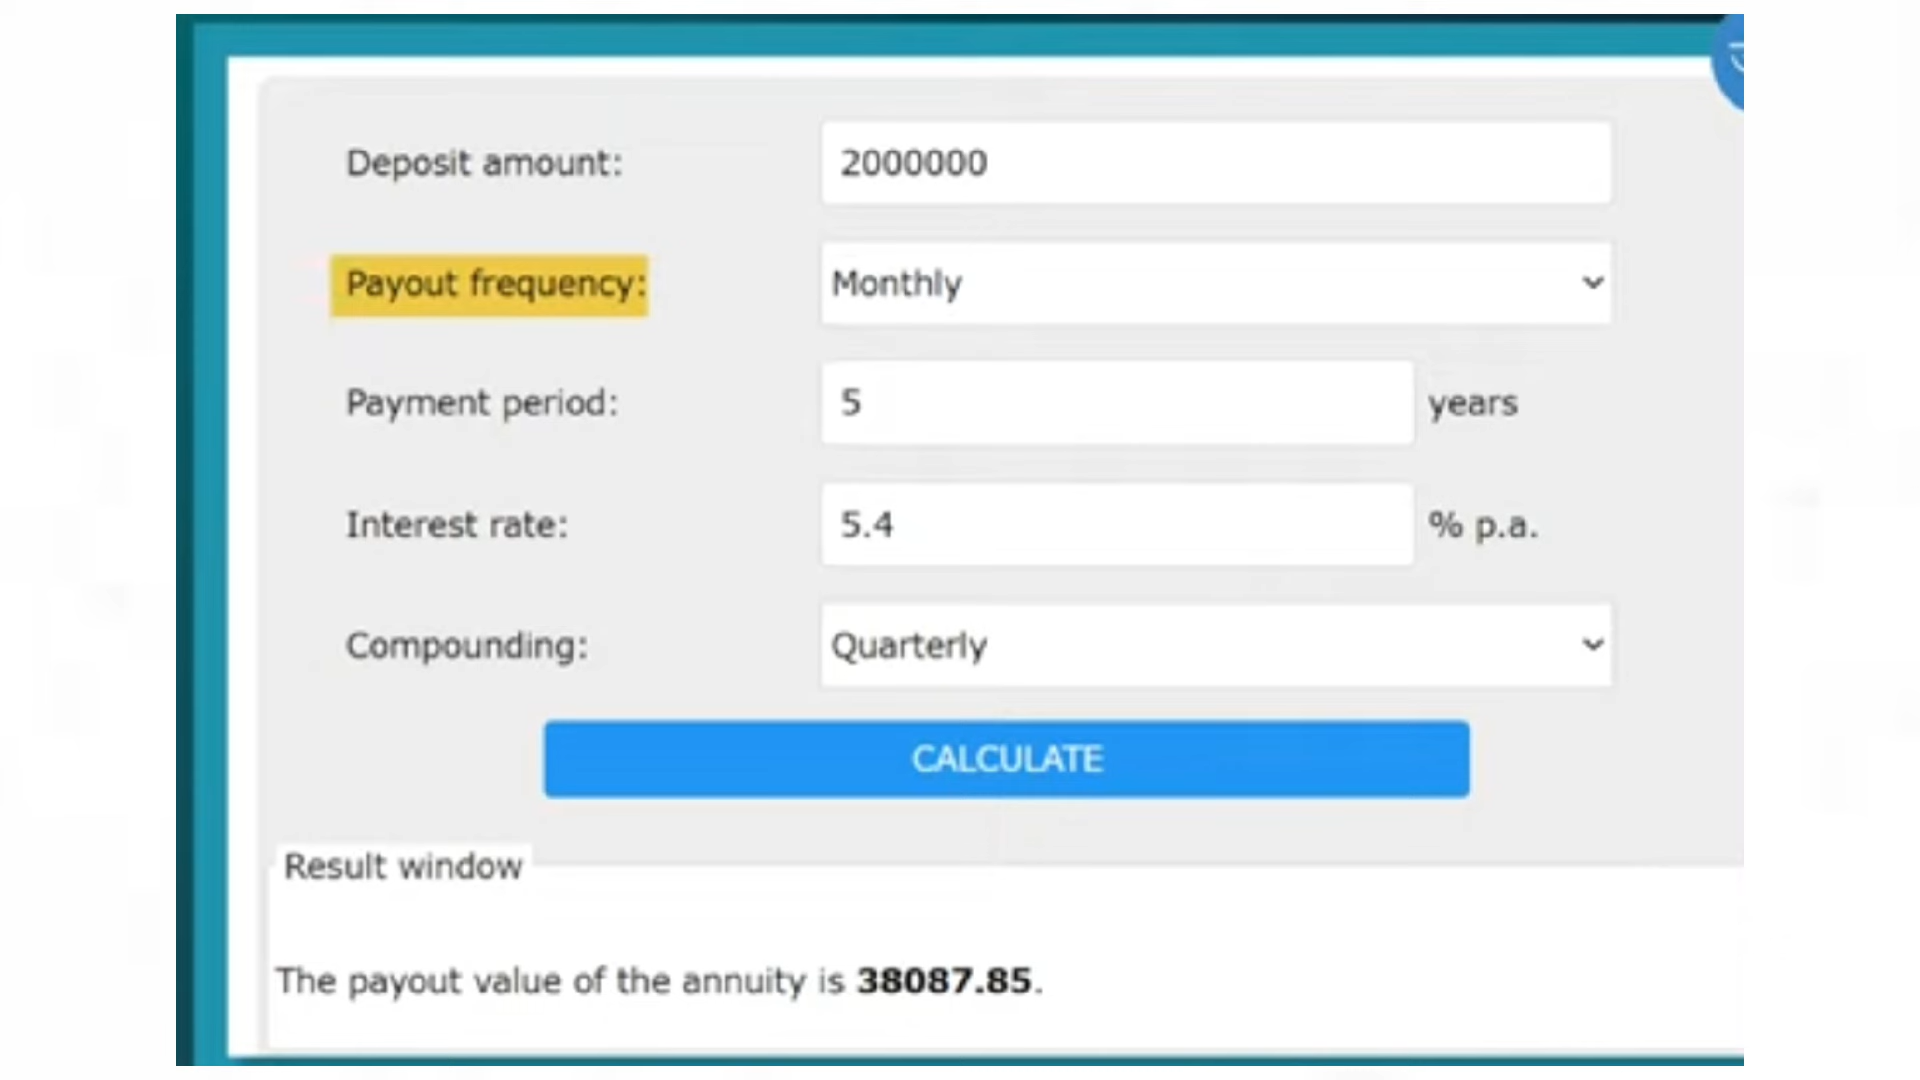 Deposit amount: 2000000
Payout frequency: Monthly
Payment period: 5 years
Interest rate: 5.4 % p.a.
Compounding: Quarterly
CALCULATE
Result window
The payout value of the annuity is 38087.85.